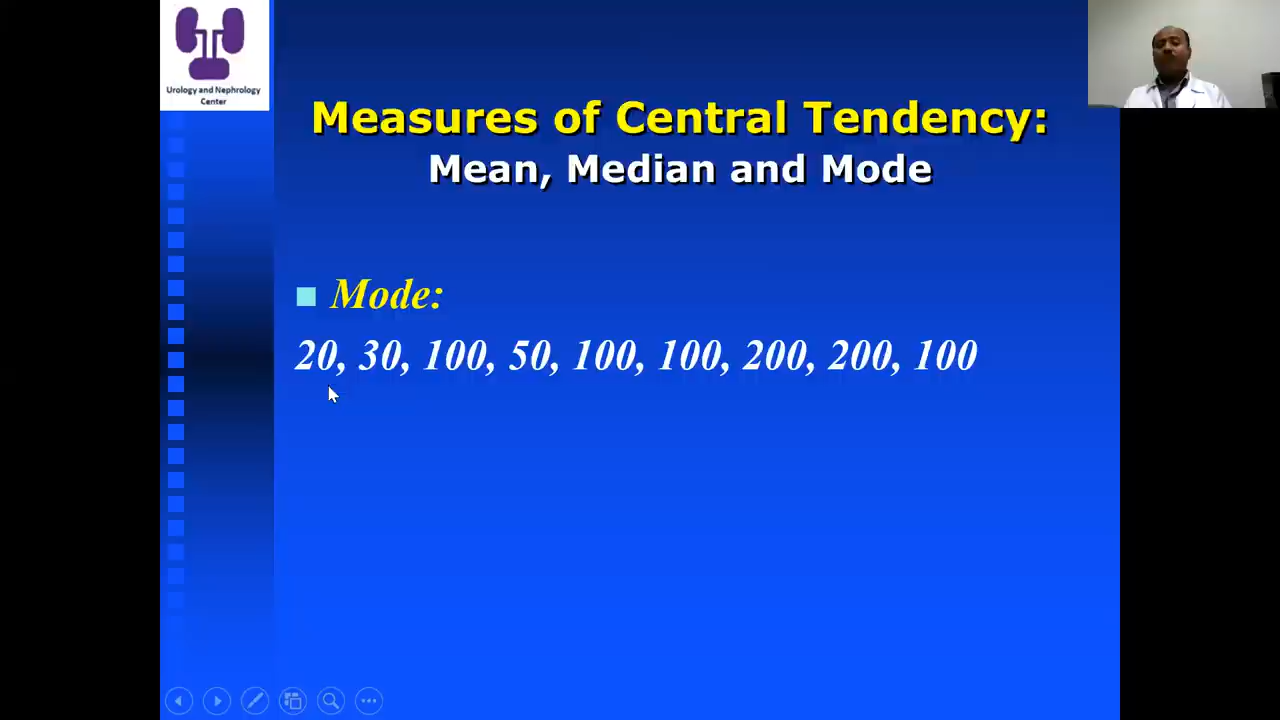 Urology and Nephrology
Center
Measures of Central Tendency:
Mean, Median and Mode
Mode:
20, 30, 100, 50, 100, 100, 200, 200, 100